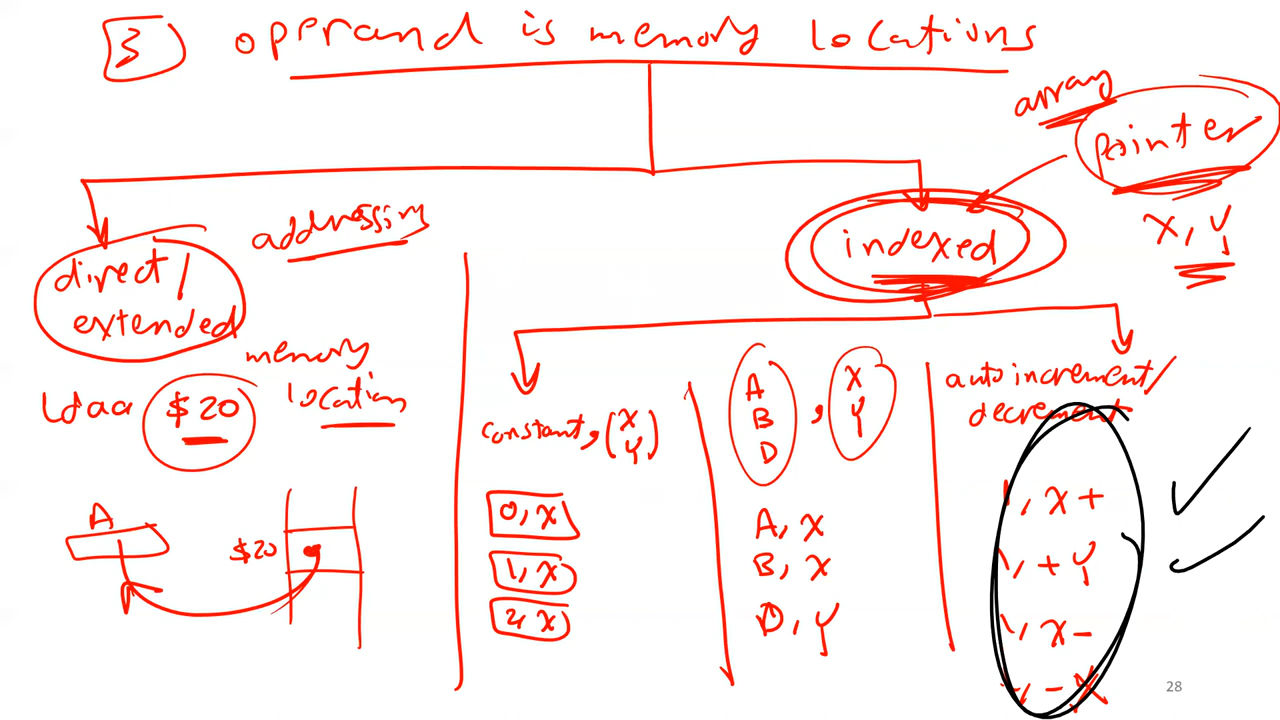 3 operand is memory locations
array
pointer
X, Y
direct/
extended
addressing
ldaa $20
memory
location
A
$20
indexed
constant, (X
Y)
0, X
1, X
2, X
A
B
D
,
X
Y
A, X
B, X
D, Y
auto increment/
decrement
1, X+
1, +Y
1, X-
1, -X
28